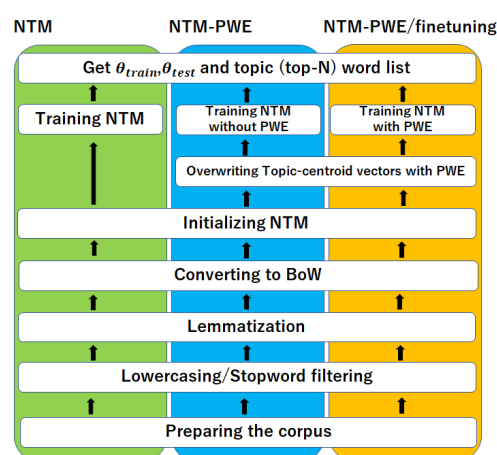 NTM NTM-PWE NTM-PWE/finetuning
Get θtrain,θtest and topic (top-N) word list
Training NTM
Training NTM
without PWE
Training NTM
with PWE
Overwriting Topic-centroid vectors with PWE
Initializing NTM
Converting to BoW
Lemmatization
Lowercasing/Stopword filtering
Preparing the corpus